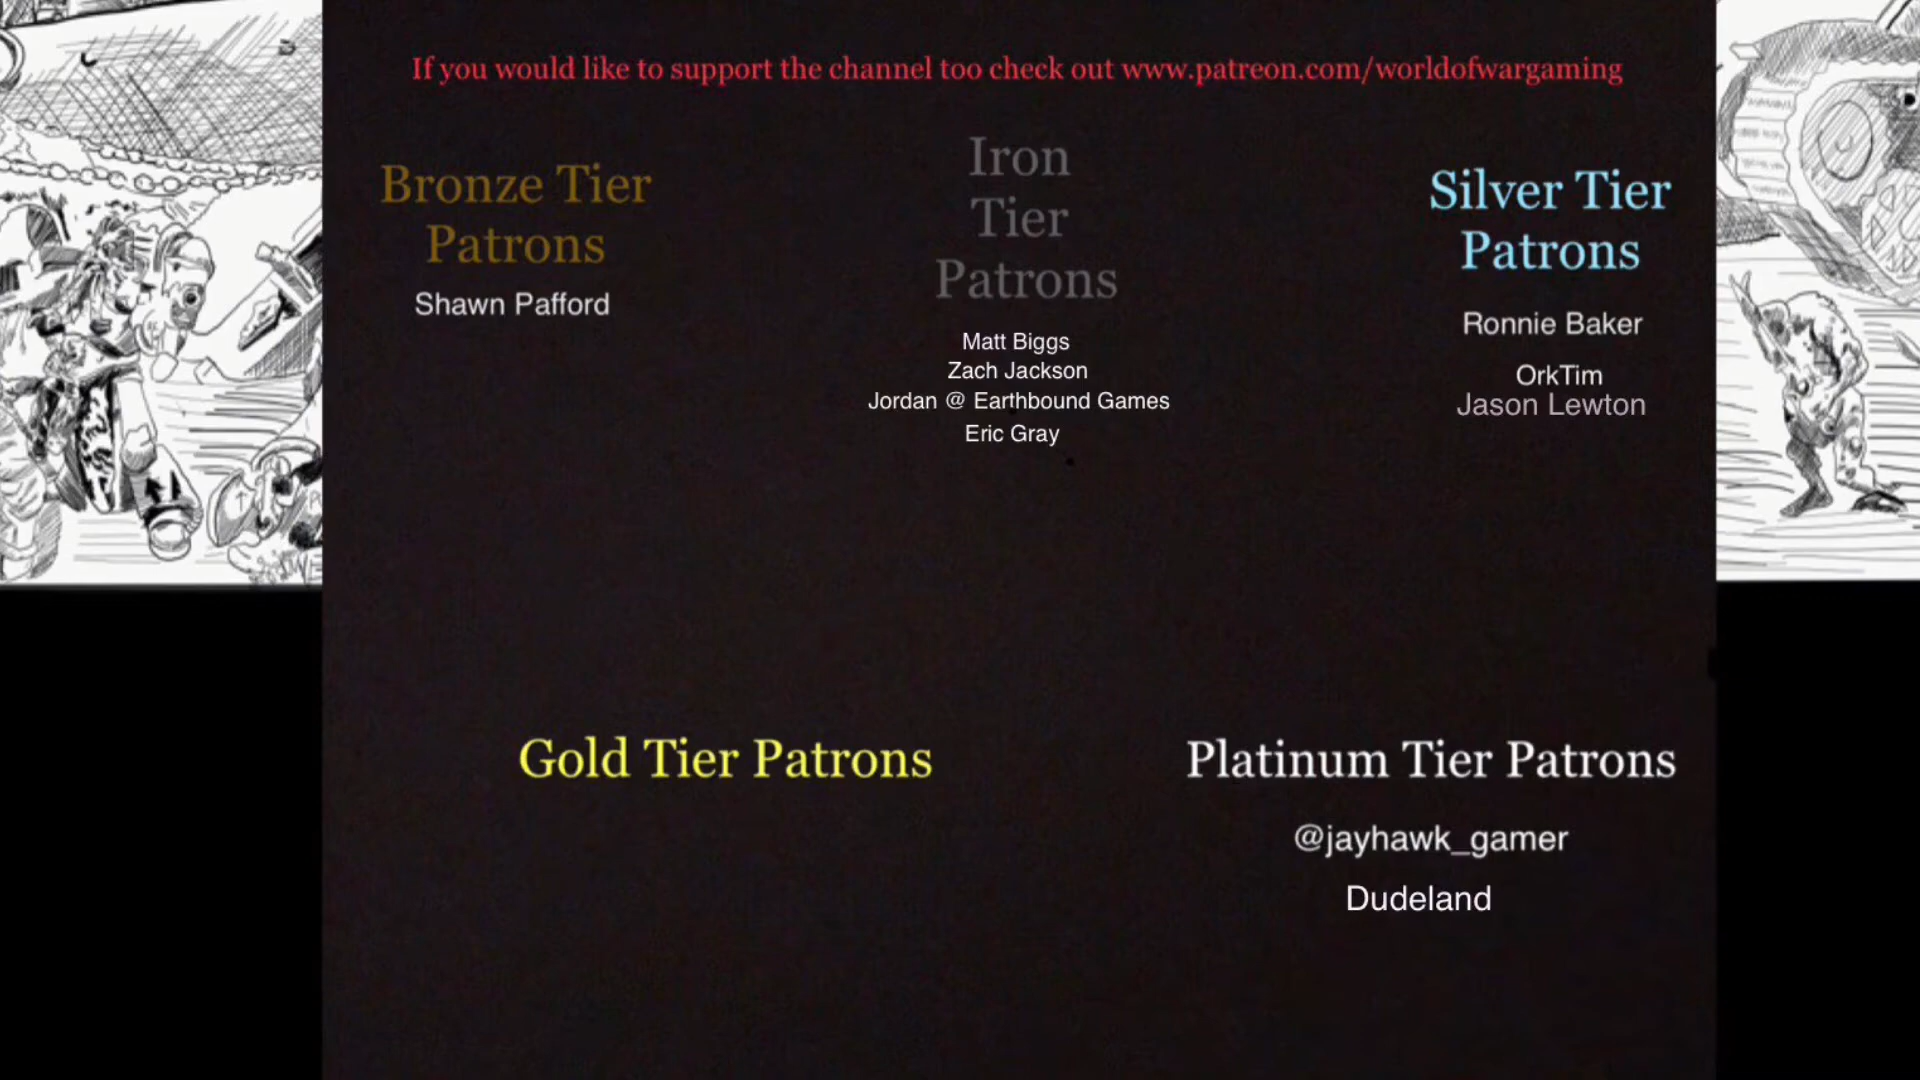 If you would like to support the channel too check out www.patreon.com/worldofwargaming
Bronze Tier
Patrons
Shawn Pafford
Iron
Tier
Patrons
Matt Biggs
Zach Jackson
Jordan @ Earthbound Games
Eric Gray
Silver Tier
Patrons
Ronnie Baker
OrkTim
Jason Lewton
Gold Tier Patrons
Platinum Tier Patrons
@jayhawk_gamer
Dudeland